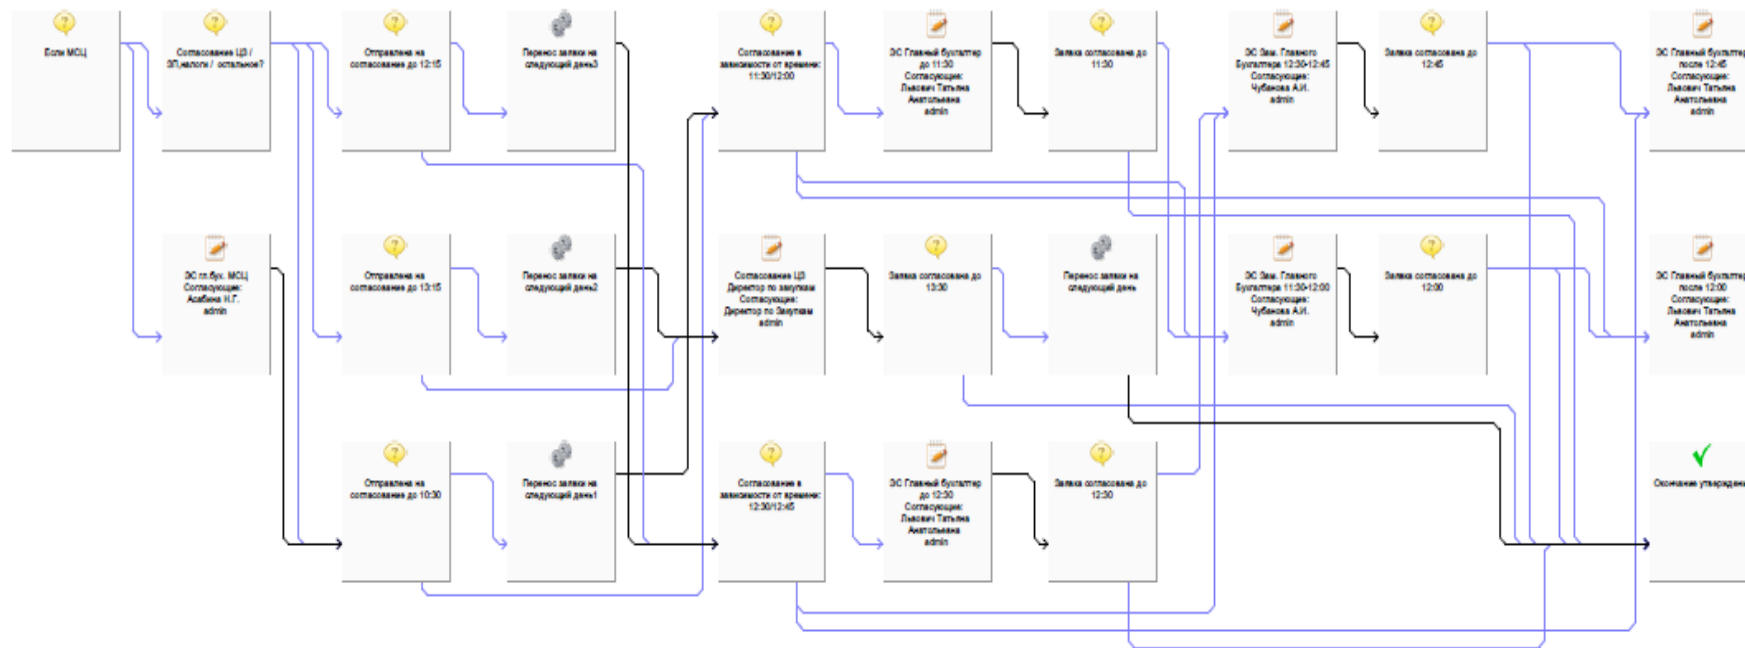 Если МСЦ
Согласование ЦЗ /
ЗП,налоги / остальное?
Отправлена на
согласование до 12:15
Перенос заявки на
следующий день3
Согласование в
зависимости от времени:
11:30/12:00
ЭС Главный бухгалтер
до 11:30
Согласующие:
Львович Татьяна
Анатольевна
admin
Заявка согласована до
11:30
ЭС Зам. Главного
Бухгалтера 12:30-12:45
Согласующие:
Чубанова А.И.
admin
Заявка согласована до
12:45
ЭС Главный бухгалтер
после 12:45
Согласующие:
Львович Татьяна
Анатольевна
admin
ЭС гл.бух. МСЦ
Согласующие:
Асабина Н.Г.
admin
Отправлена на
согласование до 13:15
Перенос заявки на
следующий день2
Согласование ЦЗ
Директор по закупкам
Согласующие:
Директор по Закупкам
admin
Заявка согласована до
13:30
Перенос заявки на
следующий день
ЭС Зам. Главного
Бухгалтера 11:30-12:00
Согласующие:
Чубанова А.И.
admin
Заявка согласована до
12:00
ЭС Главный бухгалтер
после 12:00
Согласующие:
Львович Татьяна
Анатольевна
admin
Отправлена на
согласование до 10:30
Перенос заявки на
следующий день1
Согласование в
зависимости от времени:
12:30/12:45
ЭС Главный бухгалтер
до 12:30
Согласующие:
Львович Татьяна
Анатольевна
admin
Заявка согласована до
12:30
Окончание утвержден